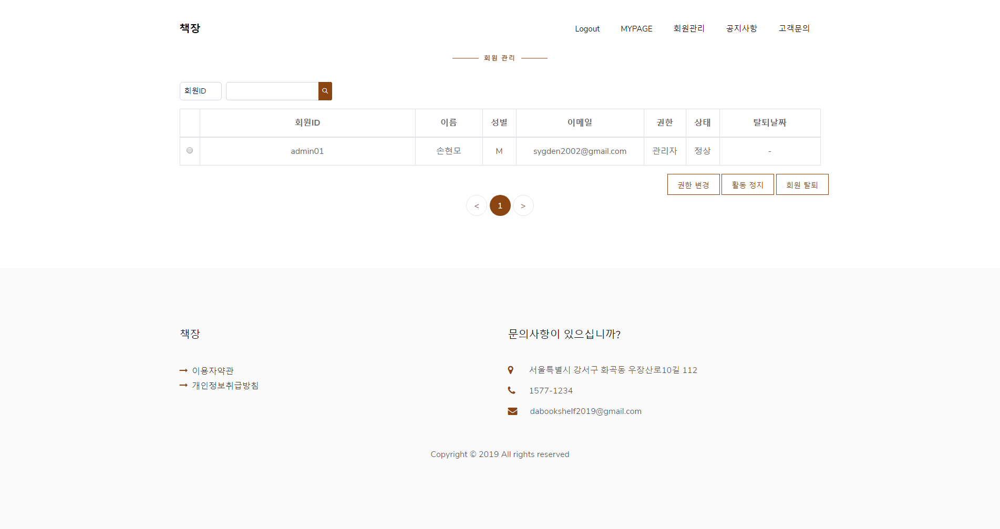 책장
Logout MYPAGE 회원관리 공지사항 고객문의
회원 관리
회원ID
회원ID 이름 성별 이메일 권한 상태 탈퇴날짜
admin01 손현모 M sygden2002@gmail.com 관리자 정상 -
권한 변경 활동 정지 회원 탈퇴
< 1 >
책장
이용자약관
개인정보취급방침
문의사항이 있으십니까?
서울특별시 강서구 화곡동 우장산로10길 112
1577-1234
dabookshelf2019@gmail.com
Copyright © 2019 All rights reserved